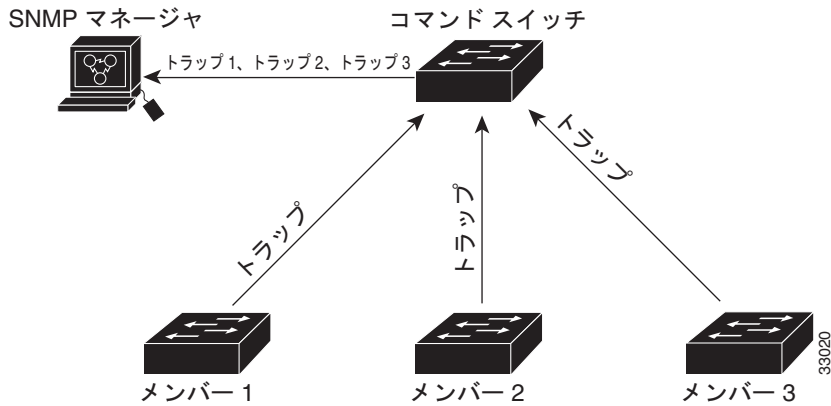 SNMP マネージャ
コマンド スイッチ
トラップ 1、トラップ 2、トラップ 3
トラップ
トラップ
トラップ
メンバー 1
メンバー 2
メンバー 3
33020